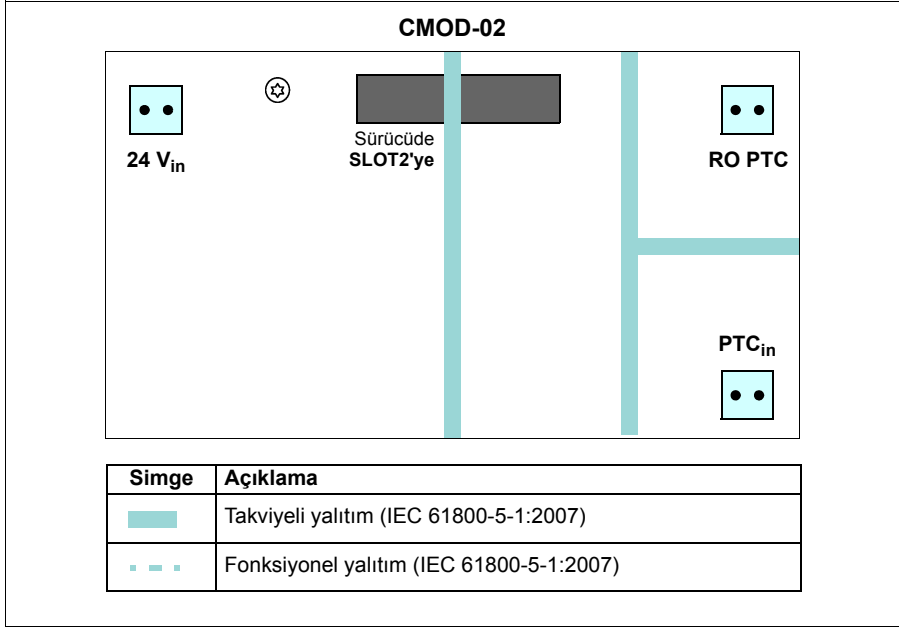 CMOD-02
24 Vin
Sürücüde
SLOT2'ye
RO PTC
PTCin
Simge Açıklama
Takviyeli yalıtım (IEC 61800-5-1:2007)
Fonksiyonel yalıtım (IEC 61800-5-1:2007)